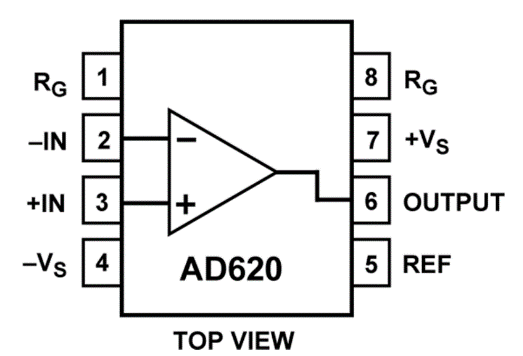 RG 1 8 RG
–IN 2 – 7 +VS
+IN 3 + 6 OUTPUT
–VS 4 AD620 5 REF
TOP VIEW